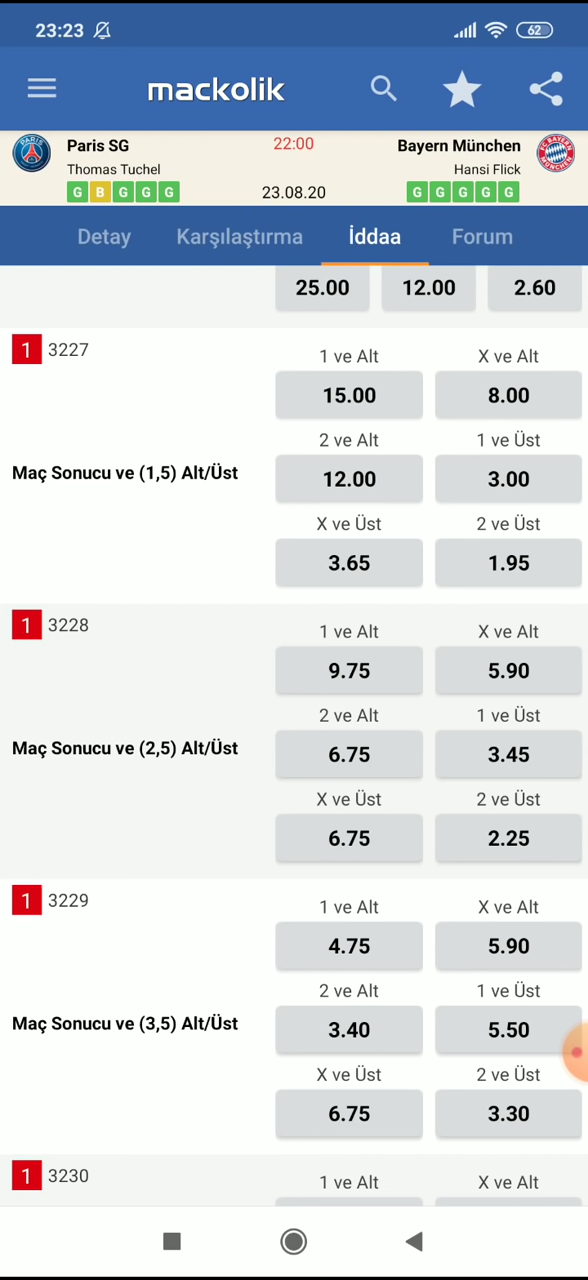 23:23 62
mackolik
Paris SG 22:00 Bayern München
Thomas Tuchel Hansi Flick
G B G G G 23.08.20 G G G G G
Detay Karşılaştırma İddaa Forum
25.00 12.00 2.60
1 3227
1 ve Alt X ve Alt
15.00 8.00
2 ve Alt 1 ve Üst
Maç Sonucu ve (1,5) Alt/Üst 12.00 3.00
X ve Üst 2 ve Üst
3.65 1.95
1 3228
1 ve Alt X ve Alt
9.75 5.90
2 ve Alt 1 ve Üst
Maç Sonucu ve (2,5) Alt/Üst 6.75 3.45
X ve Üst 2 ve Üst
6.75 2.25
1 3229
1 ve Alt X ve Alt
4.75 5.90
2 ve Alt 1 ve Üst
Maç Sonucu ve (3,5) Alt/Üst 3.40 5.50
X ve Üst 2 ve Üst
6.75 3.30
1 3230
1 ve Alt X ve Alt